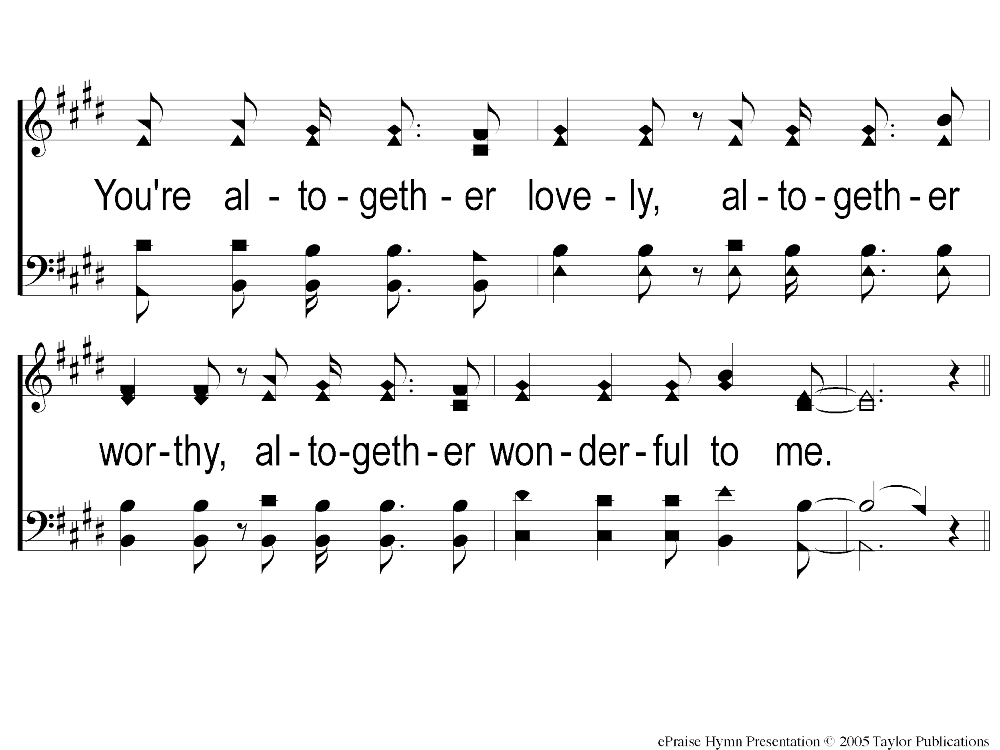 You're al - to - geth - er love - ly, al - to - geth - er
wor - thy, al - to - geth - er won - der - ful to me.
ePraise Hymn Presentation © 2005 Taylor Publications